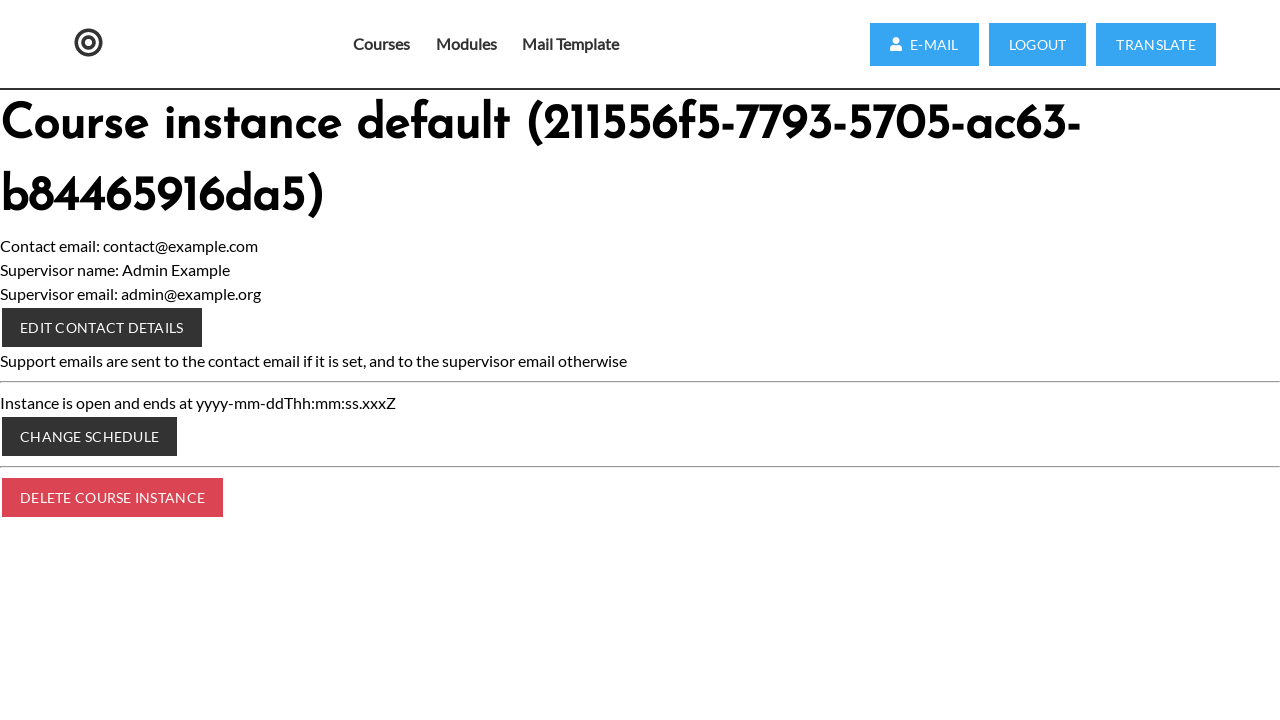 Courses
Modules
Mail Template
E-MAIL
LOGOUT
TRANSLATE
Course instance default (211556f5-7793-5705-ac63-
b84465916da5)
Contact email: contact@example.com
Supervisor name: Admin Example
Supervisor email: admin@example.org
EDIT CONTACT DETAILS
Support emails are sent to the contact email if it is set, and to the supervisor email otherwise
Instance is open and ends at yyyy-mm-ddThh:mm:ss.xxxZ
CHANGE SCHEDULE
DELETE COURSE INSTANCE